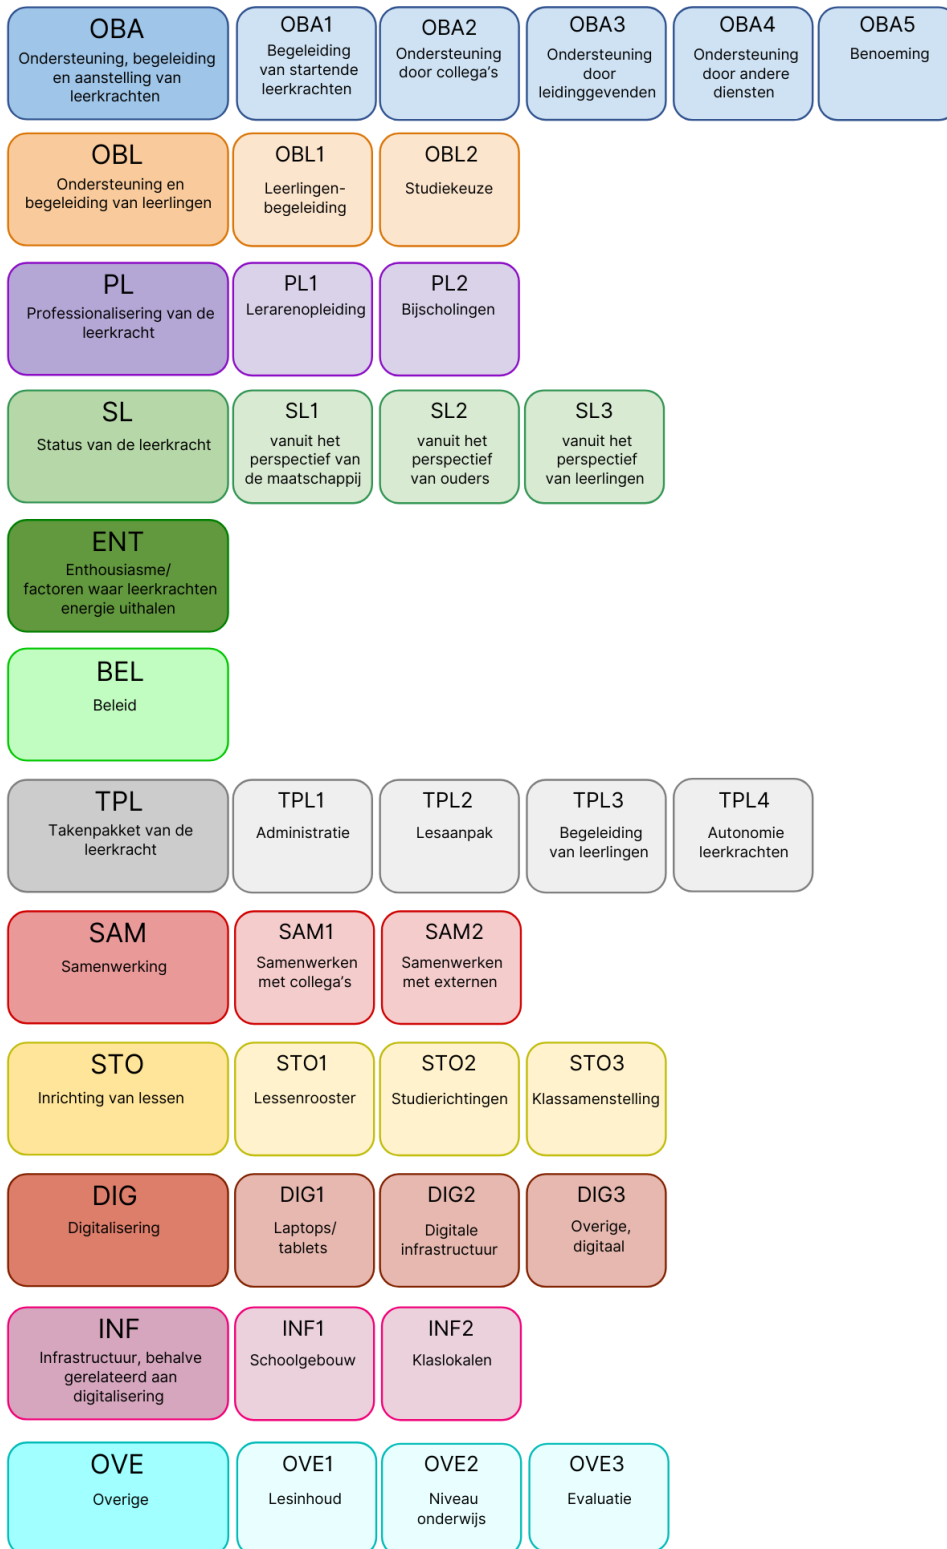 OBA
Ondersteuning, begeleiding
en aanstelling van
leerkrachten
OBA1
Begeleiding
van startende
leerkrachten
OBA2
Ondersteuning
door collega's
OBA3
Ondersteuning
door
leidinggevenden
OBA4
Ondersteuning
door andere
diensten
OBA5
Benoeming
OBL
Ondersteuning en
begeleiding van leerlingen
OBL1
Leerlingen-
begeleiding
OBL2
Studiekeuze
PL
Professionalisering van de
leerkracht
PL1
Lerarenopleiding
PL2
Bijscholingen
SL
Status van de leerkracht
SL1
vanuit het
perspectief van
de maatschappij
SL2
vanuit het
perspectief
van ouders
SL3
vanuit het
perspectief
van leerlingen
ENT
Enthousiasme/
factoren waar leerkrachten
energie uithalen
BEL
Beleid
TPL
Takenpakket van de
leerkracht
TPL1
Administratie
TPL2
Lesaanpak
TPL3
Begeleiding
van leerlingen
TPL4
Autonomie
leerkrachten
SAM
Samenwerking
SAM1
Samenwerken
met collega's
SAM2
Samenwerken
met externen
STO
Inrichting van lessen
STO1
Lessenrooster
STO2
Studierichtingen
STO3
Klassamenstelling
DIG
Digitalisering
DIG1
Laptops/
tablets
DIG2
Digitale
infrastructuur
DIG3
Overige,
digitaal
INF
Infrastructuur, behalve
gerelateerd aan
digitalisering
INF1
Schoolgebouw
INF2
Klaslokalen
OVE
Overige
OVE1
Lesinhoud
OVE2
Niveau
onderwijs
OVE3
Evaluatie